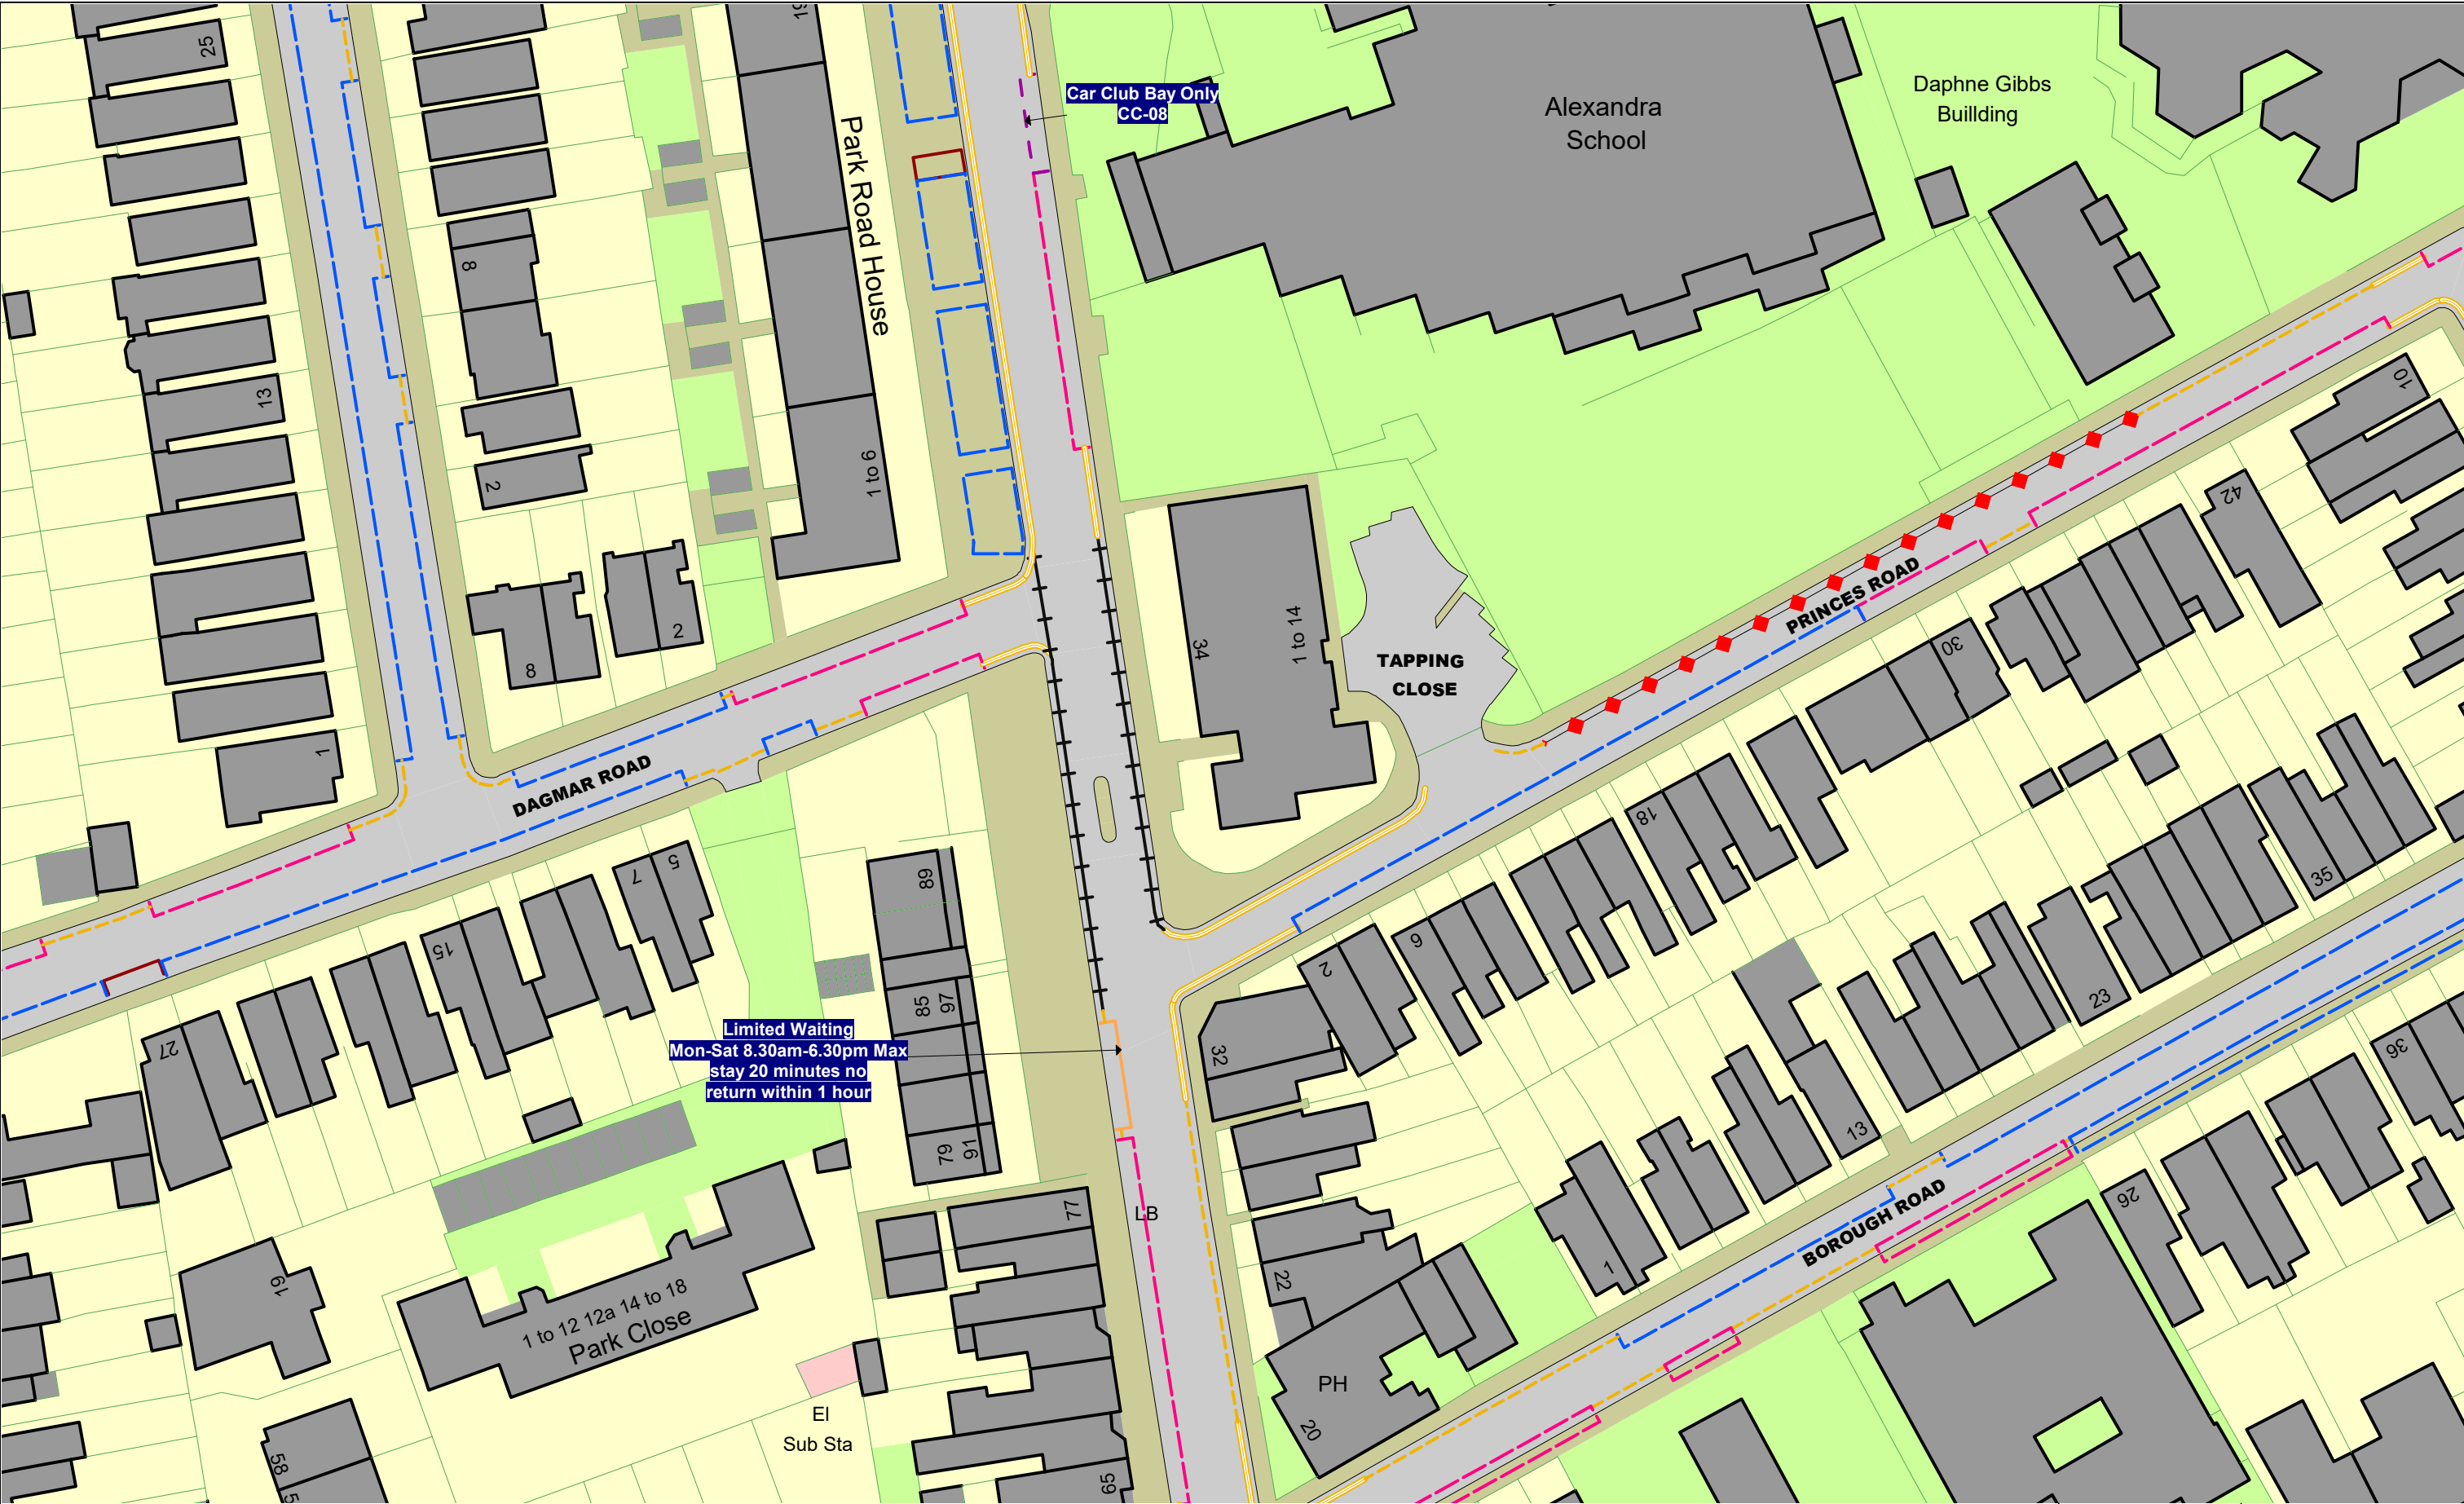 25
19
Car Club Bay Only
CC-08
Alexandra
School
Daphne Gibbs
Buillding
Park Road House
8
13
2
1 to 9
10
42
PRINCES ROAD
34
1 to 14
TAPPING
CLOSE
30
8
2
1
DAGMAR ROAD
18
5
7
15
27
89
85
97
79
91
6
2
32
35
23
36
13
Limited Waiting
Mon-Sat 8.30am-6.30pm Max
stay 20 minutes no
return within 1 hour
77
LB
22
1
BOROUGH ROAD
26
19
1 to 12 12a 14 to 18
Park Close
PH
20
El
Sub Sta
58
65